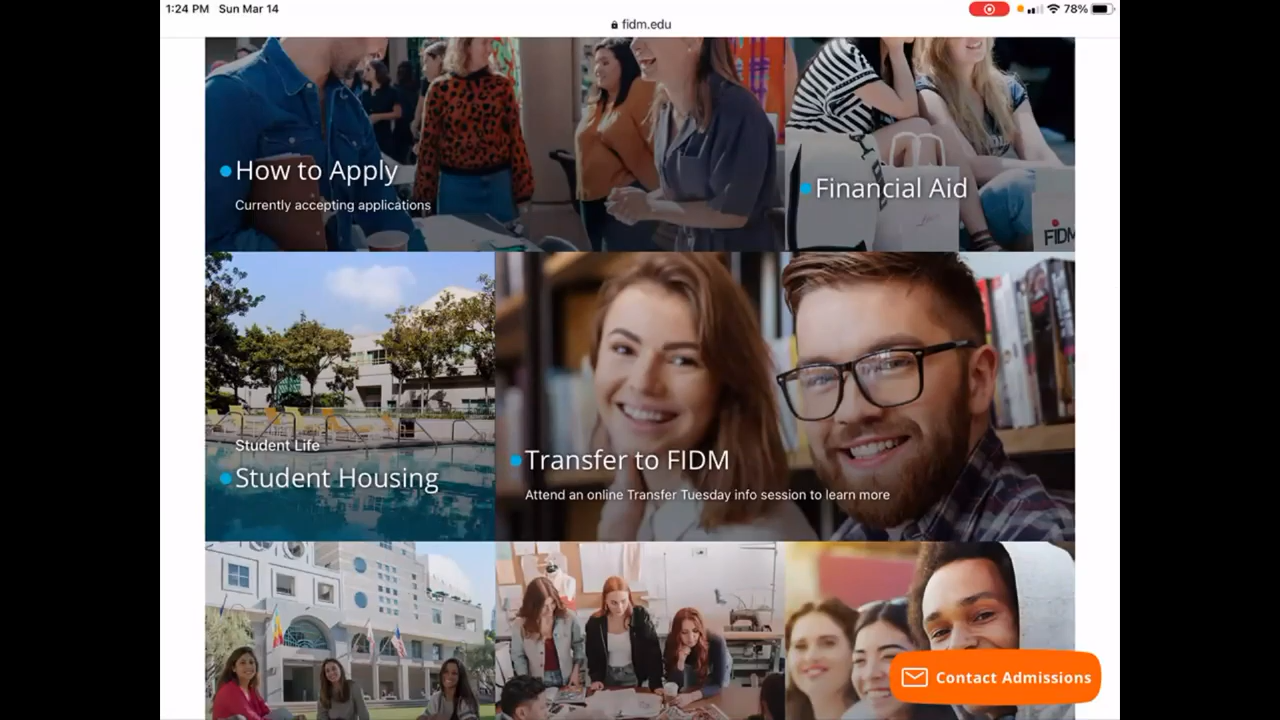 1:24 PM Sun Mar 14
78%
fidm.edu
How to Apply
Currently accepting applications
Financial Aid
FIDM
Student Life
Student Housing
Transfer to FIDM
Attend an online Transfer Tuesday info session to learn more
Contact Admissions